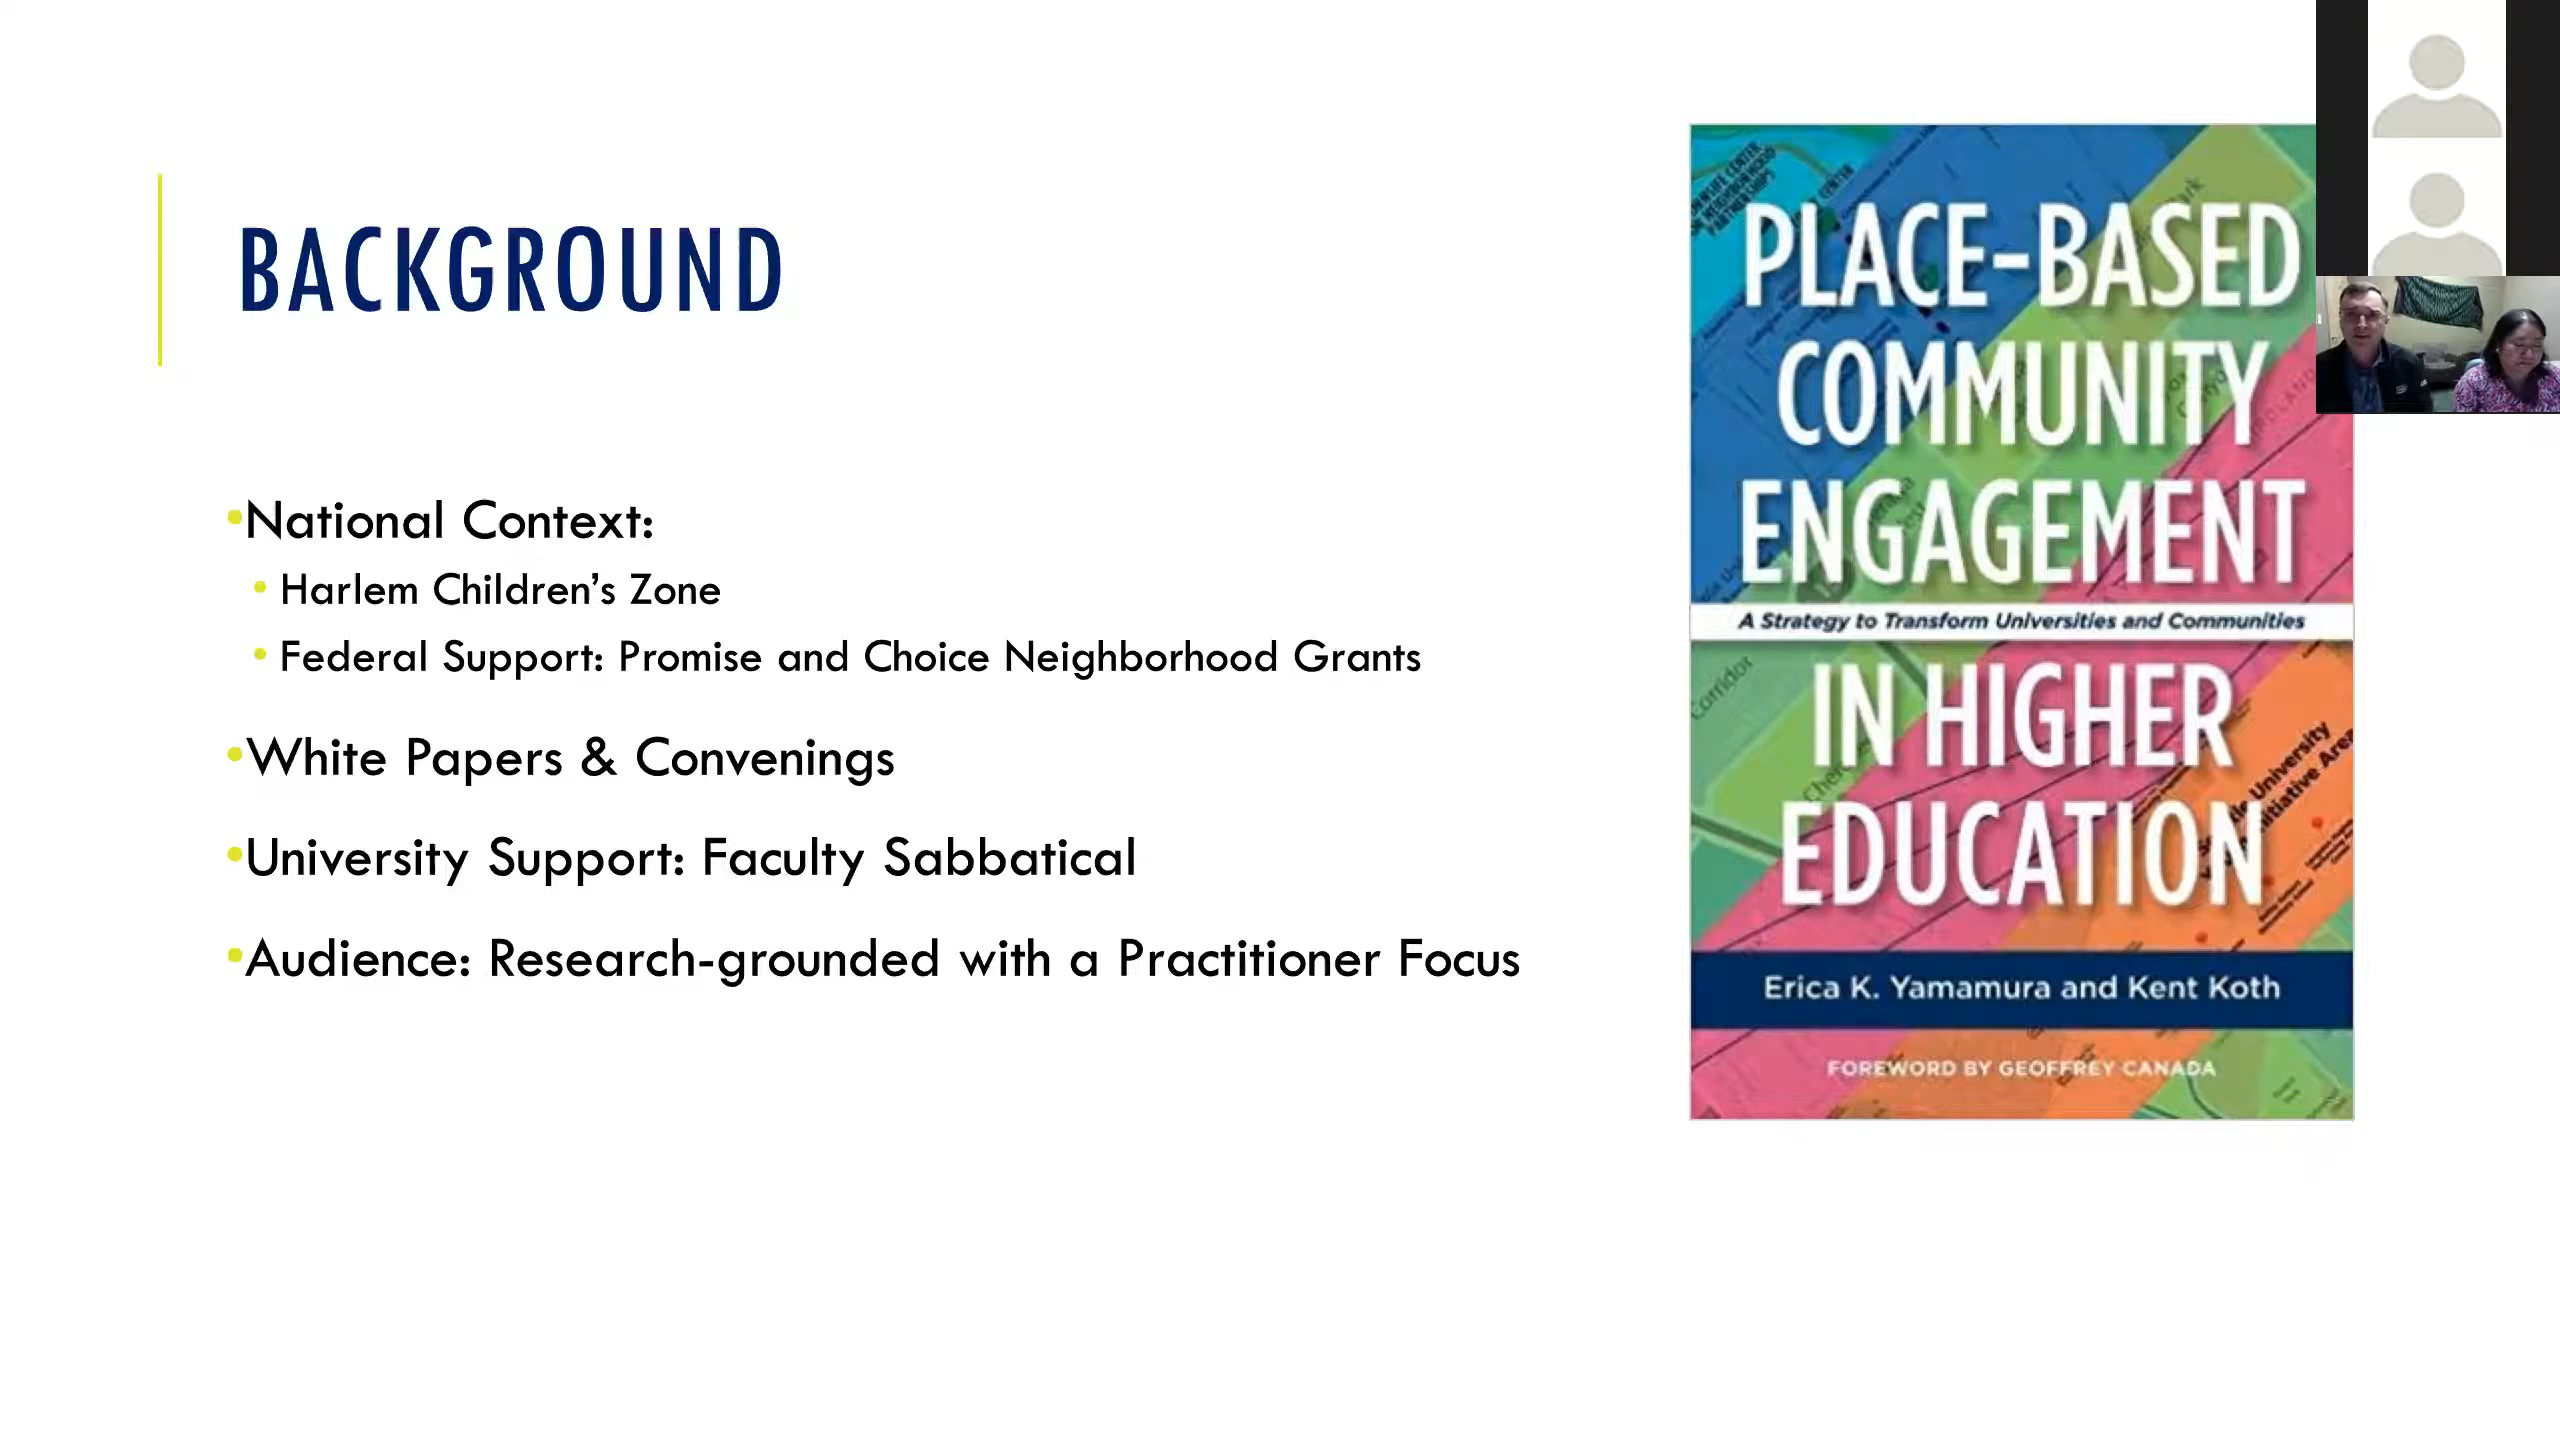 BACKGROUND
•National Context:
• Harlem Children’s Zone
• Federal Support: Promise and Choice Neighborhood Grants
•White Papers & Convenings
•University Support: Faculty Sabbatical
•Audience: Research-grounded with a Practitioner Focus
PLACE-BASED
COMMUNITY
ENGAGEMENT
A Strategy to Transform Universities and Communities
IN HIGHER
EDUCATION
Erica K. Yamamura and Kent Koth
FOREWORD BY GEOFFREY CANADA
Corridor